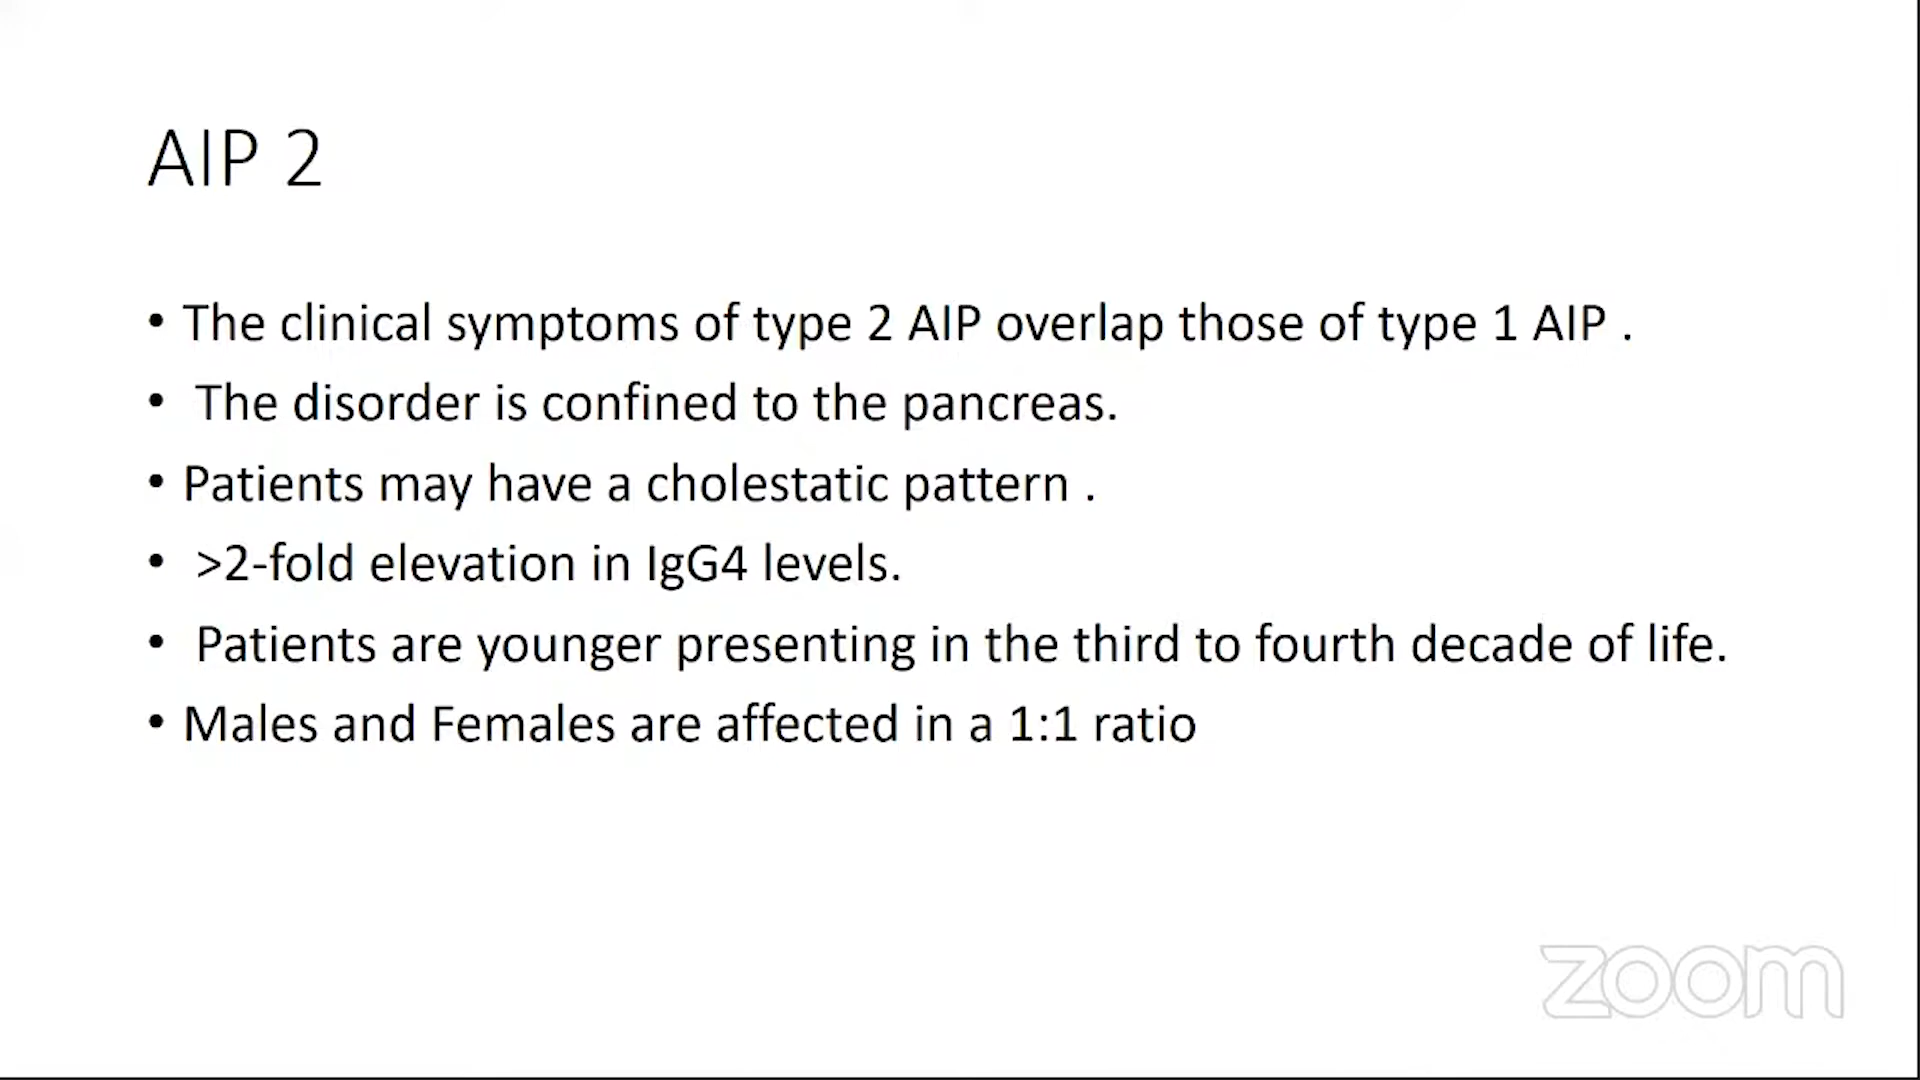 AIP 2
• The clinical symptoms of type 2 AIP overlap those of type 1 AIP .
• The disorder is confined to the pancreas.
• Patients may have a cholestatic pattern .
• >2-fold elevation in IgG4 levels.
• Patients are younger presenting in the third to fourth decade of life.
• Males and Females are affected in a 1:1 ratio
zoom